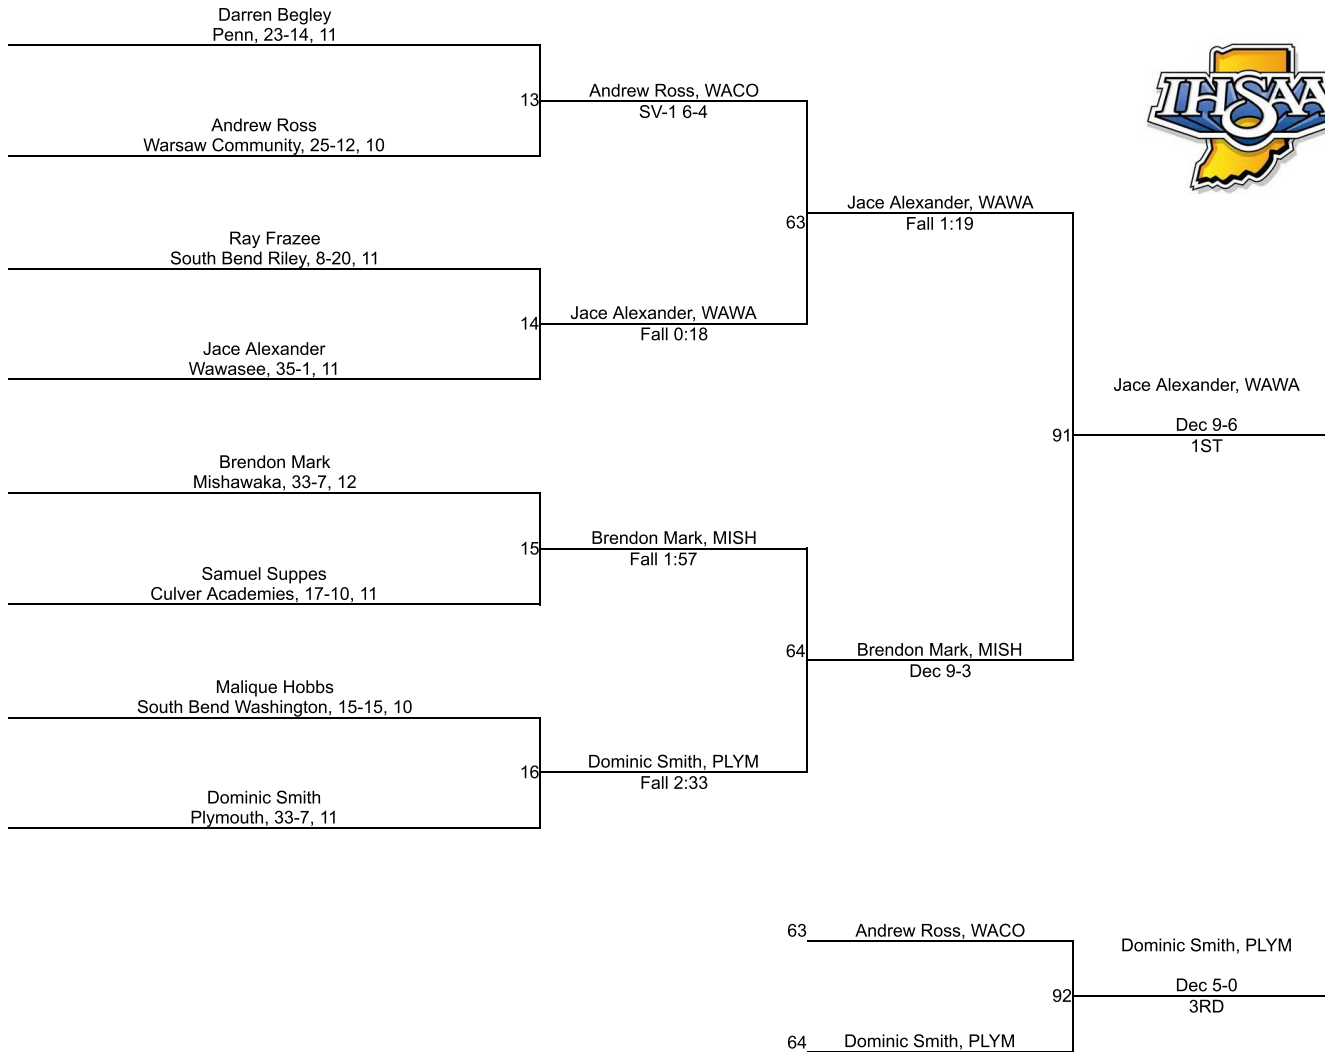 Darren Begley
Penn, 23-14, 11
13
Andrew Ross, WACO
SV-1 6-4
Andrew Ross
Warsaw Community, 25-12, 10
IHSAA
63
Jace Alexander, WAWA
Fall 1:19
Ray Frazee
South Bend Riley, 8-20, 11
14
Jace Alexander, WAWA
Fall 0:18
Jace Alexander
Wawasee, 35-1, 11
91
Jace Alexander, WAWA
Dec 9-6
1ST
Brendon Mark
Mishawaka, 33-7, 12
15
Brendon Mark, MISH
Fall 1:57
Samuel Suppes
Culver Academies, 17-10, 11
64
Brendon Mark, MISH
Dec 9-3
Malique Hobbs
South Bend Washington, 15-15, 10
16
Dominic Smith, PLYM
Fall 2:33
Dominic Smith
Plymouth, 33-7, 11
63
Andrew Ross, WACO
92
Dominic Smith, PLYM
Dec 5-0
3RD
64
Dominic Smith, PLYM